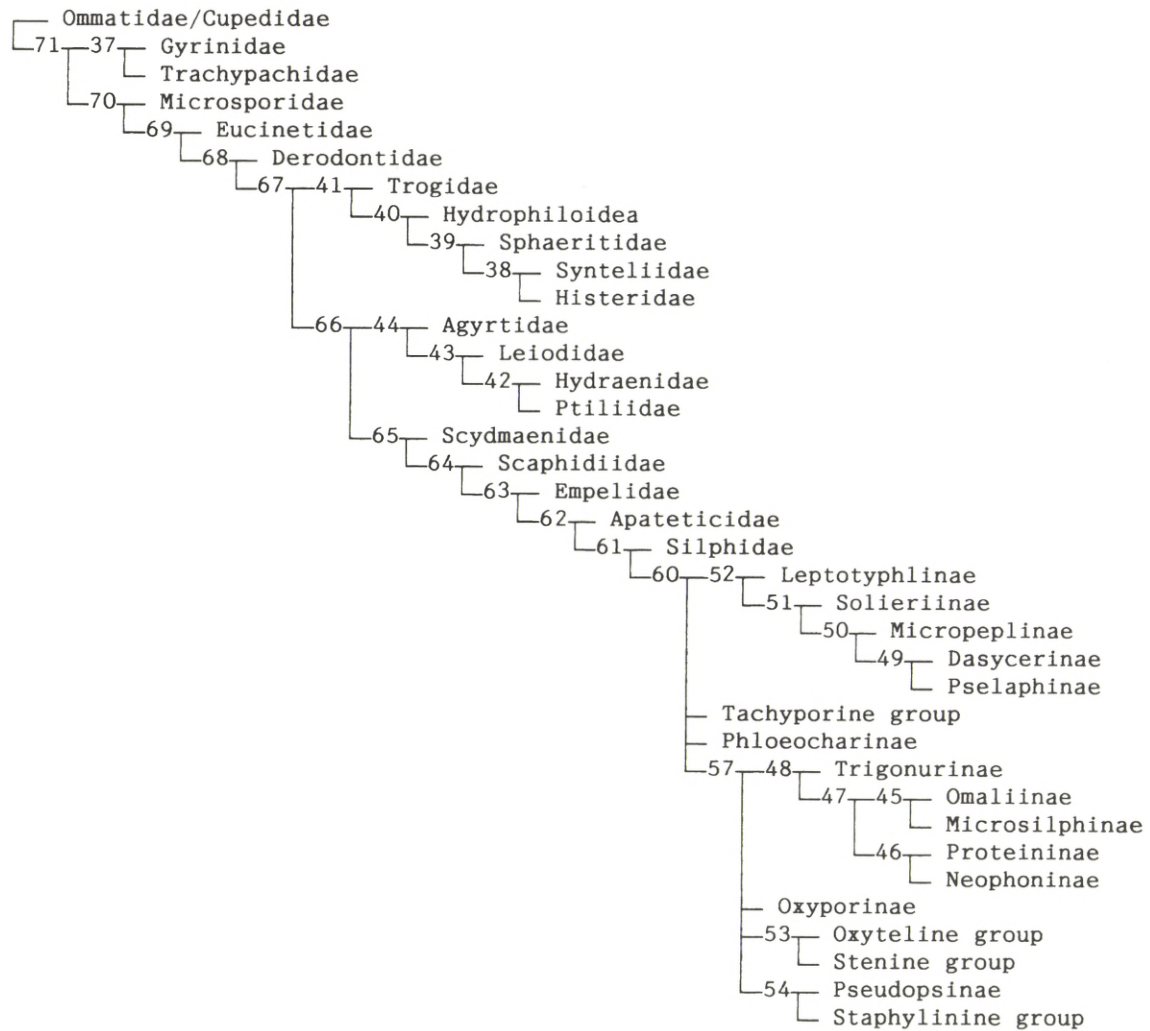 Ommatidae/Cupedidae
71 37 Gyrinidae
Trachypachidae
70 Microsporidae
69 Eucinetidae
68 Derodontidae
67 41 Trogidae
40 Hydrophiloidea
39 Sphaeritidae
38 Synteliidae
Histeridae
66 44 Agyrtidae
43 Leiodidae
42 Hydraenidae
Ptiliidae
65 Scydmaenidae
64 Scaphidiidae
63 Empelidae
62 Apateticidae
61 Silphidae
60 52 Leptotyphlinae
51 Solieriinae
50 Micropeplinae
49 Dasycerinae
Pselaphinae
Tachyporine group
Phloeocharinae
57 48 Trigonurinae
47 45 Omaliinae
Microsilphinae
46 Proteininae
Neophoninae
Oxyporinae
53 Oxyteline group
Stenine group
54 Pseudopsinae
Staphylinine group